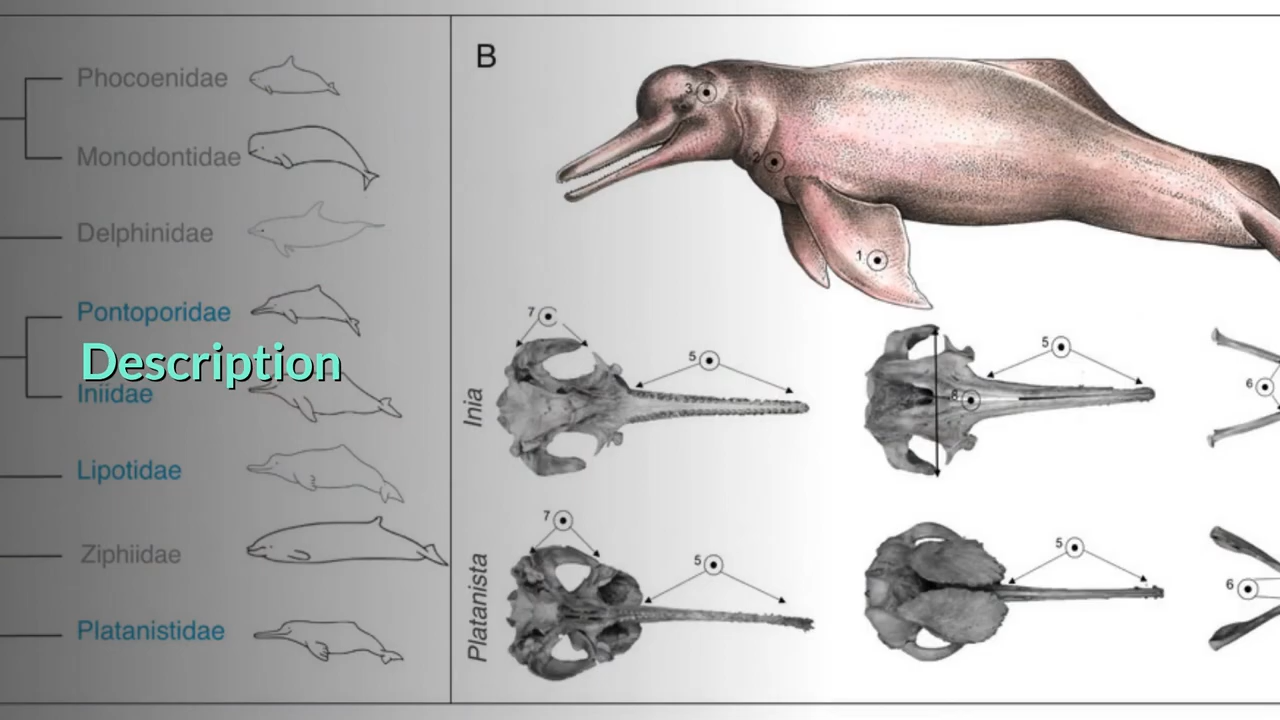 Phocoenidae
Monodontidae
Delphinidae
Pontoporidae
Description
Iniidae
Lipotidae
Ziphiidae
Platanistidae
B
3
2
1
7
5
5
8
6
Inia
7
5
5
6
Platanista